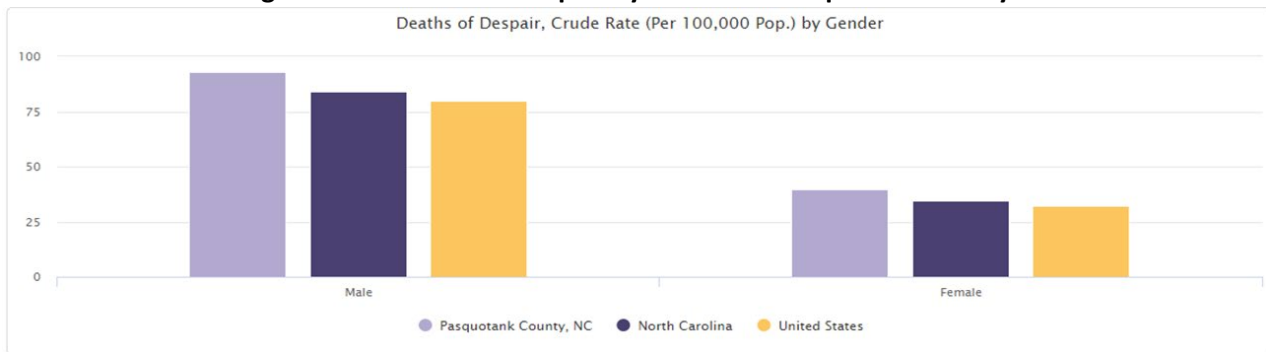 Deaths of Despair, Crude Rate (Per 100,000 Pop.) by Gender
100
75
50
25
0
Male Female
Pasquotank County, NC North Carolina United States